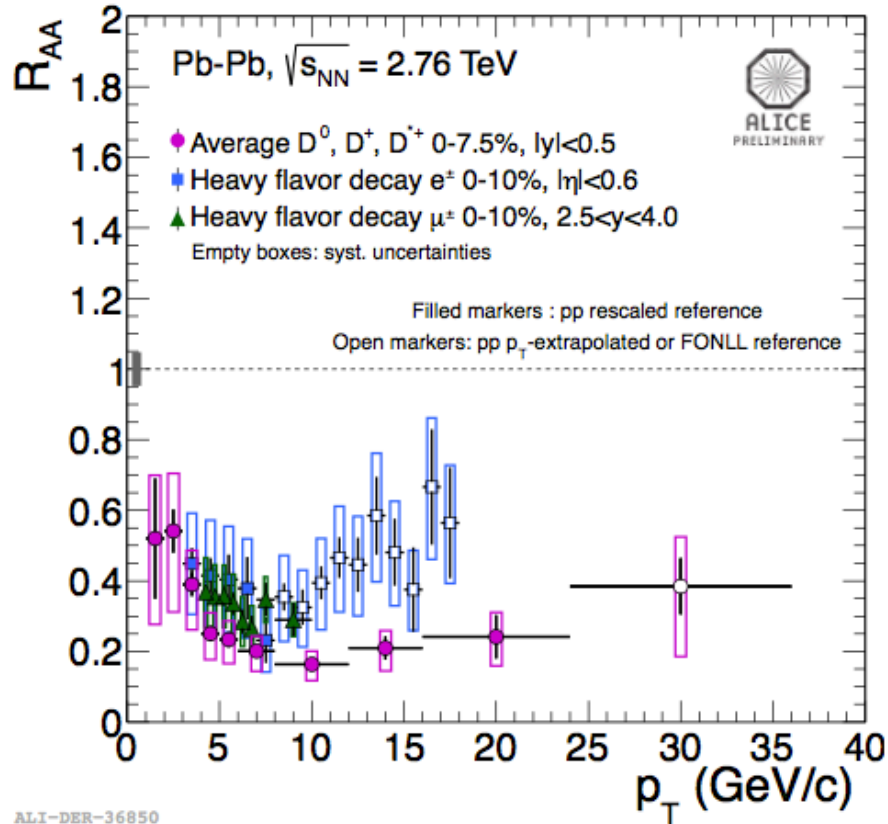 R_AA
2
1.8
1.6
1.4
1.2
1
0.8
0.6
0.4
0.2
0
Pb-Pb, √s_NN = 2.76 TeV
ALICE
PRELIMINARY
Average D⁰, D⁺, D*⁺ 0-7.5%, |y|<0.5
Heavy flavor decay e± 0-10%, |η|<0.6
Heavy flavor decay μ± 0-10%, 2.5<y<4.0
Empty boxes: syst. uncertainties
Filled markers : pp rescaled reference
Open markers: pp p_T-extrapolated or FONLL reference
0 5 10 15 20 25 30 35 40
p_T (GeV/c)
ALI-DER-36850